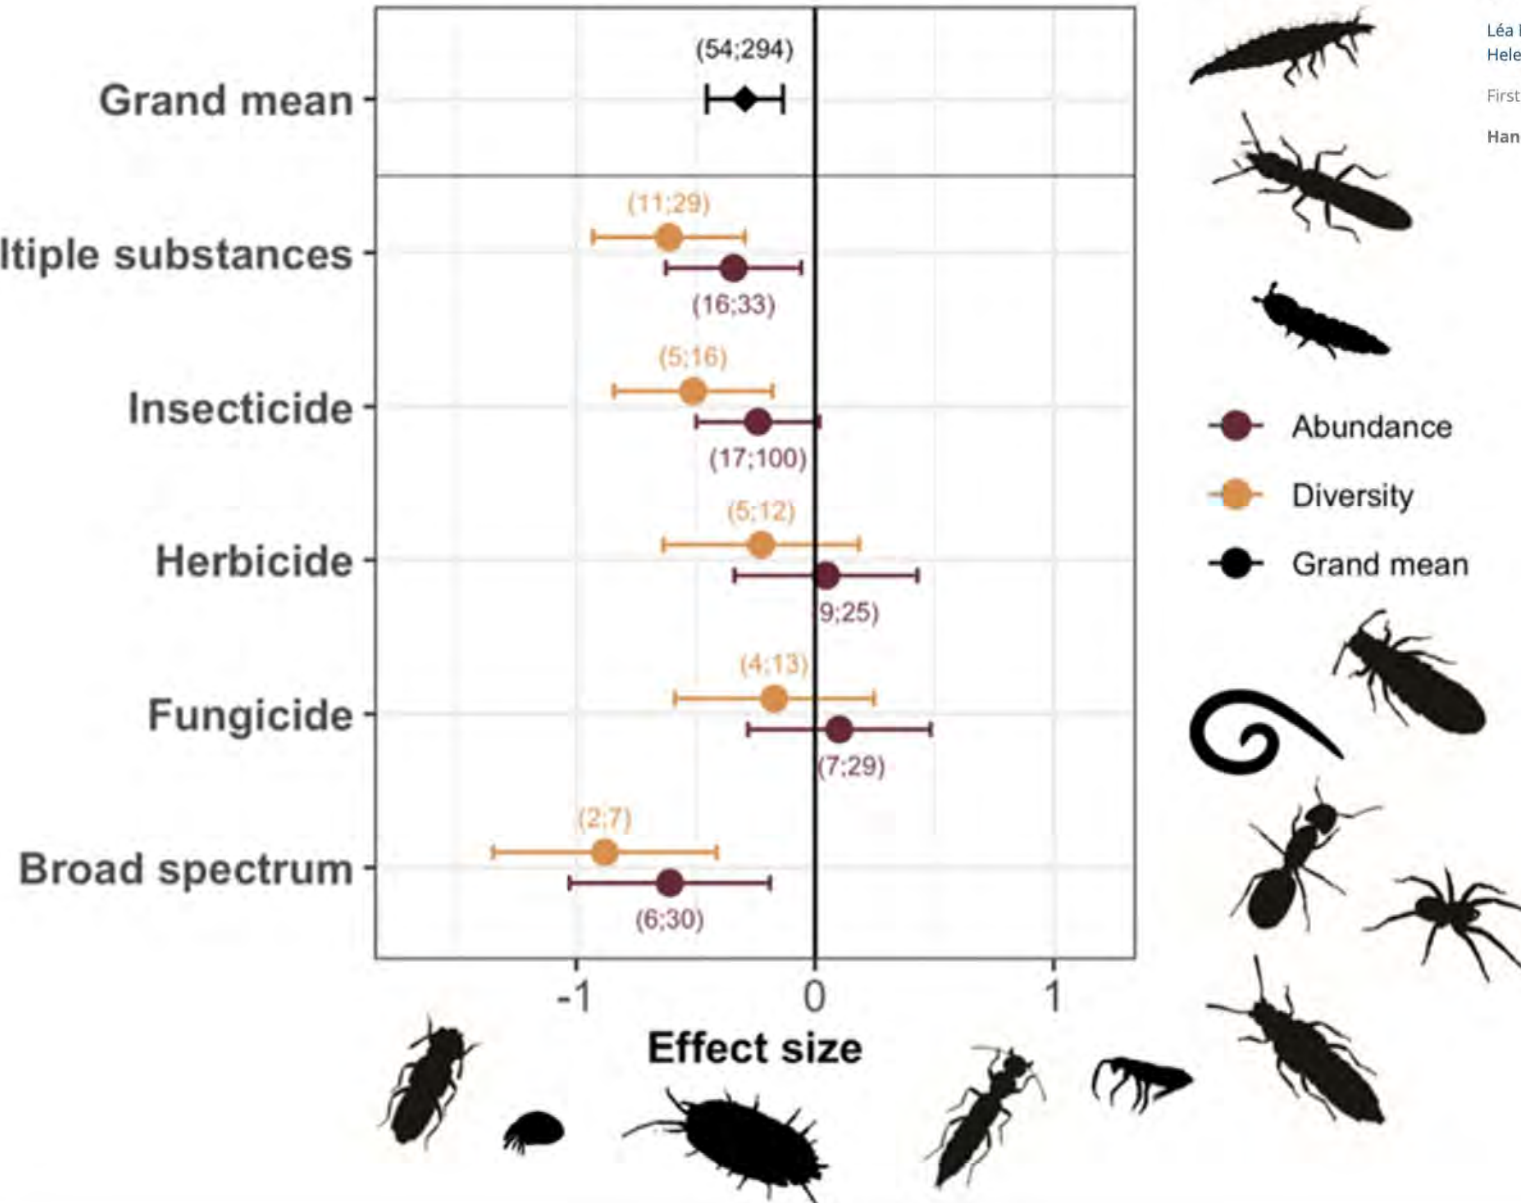 Léa
Hele
First
Han
(54;294)
Grand mean
(11;29)
ltiple substances
(16;33)
(5;16)
Insecticide
(17;100)
Abundance
Diversity
(5;12)
Herbicide
Grand mean
9;25)
(4;13)
Fungicide
(7;29)
(2;7)
Broad spectrum
(6;30)
-1 0 1
Effect size